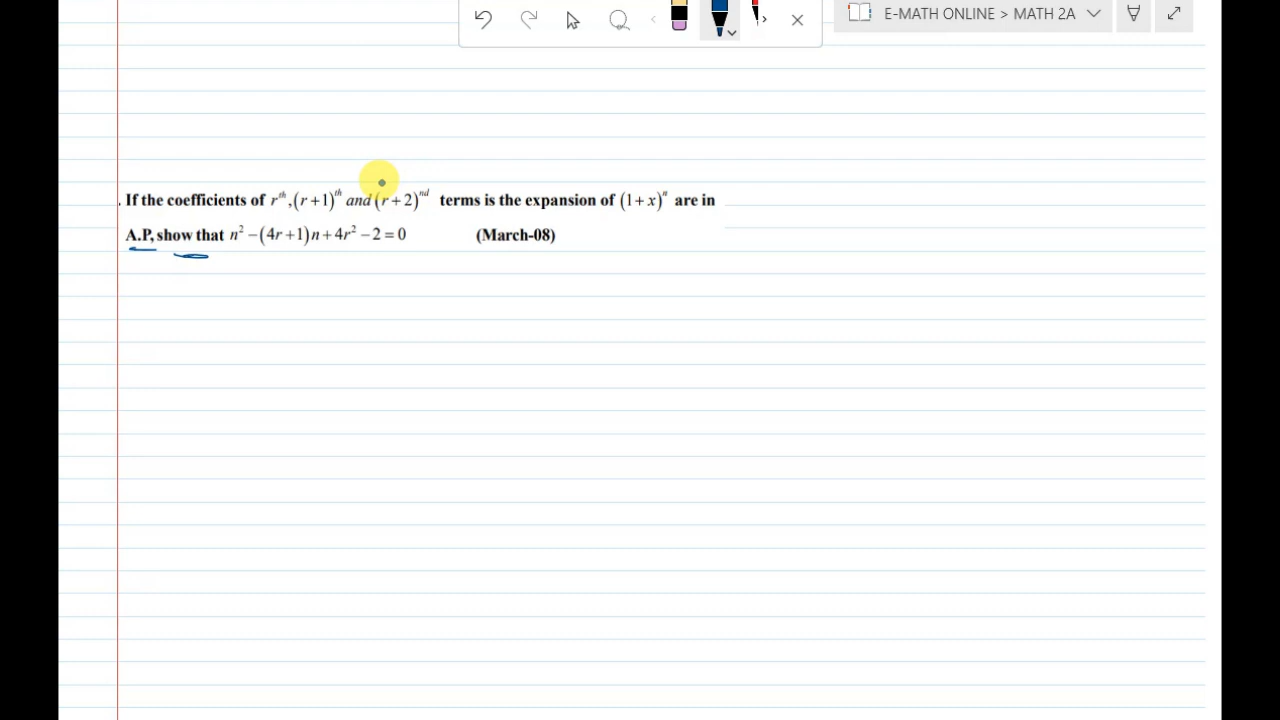 E-MATH ONLINE > MATH 2A
. If the coefficients of rᵗʰ,(r+1)ᵗʰ and (r+2)ⁿᵈ terms is the expansion of (1+x)ⁿ are in
A.P, show that n² −(4r+1)n+4r² −2=0 (March-08)